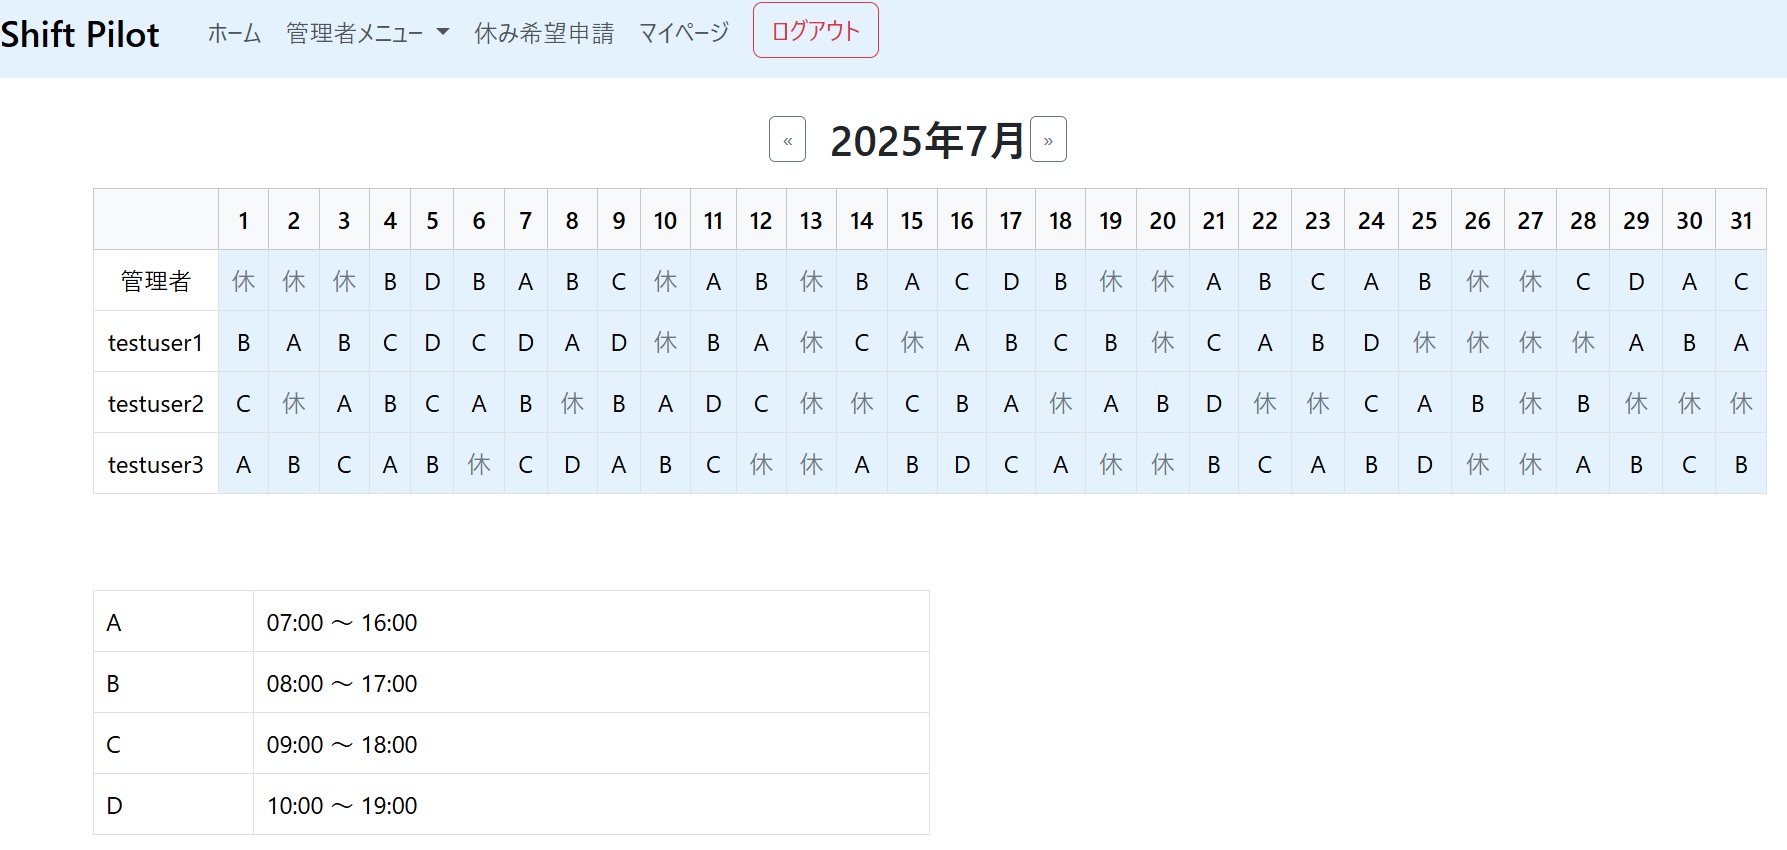 Shift Pilot ホーム 管理者メニュー 休み希望申請 マイページ ログアウト
« 2025年7月 »
1 2 3 4 5 6 7 8 9 10 11 12 13 14 15 16 17 18 19 20 21 22 23 24 25 26 27 28 29 30 31
管理者 休 休 休 B D B A B C 休 A B 休 B A C D B 休 休 A B C A B 休 休 C D A C
testuser1 B A B C D C D A D 休 B A 休 C 休 A B C B 休 C A B D 休 休 休 休 A B A
testuser2 C 休 A B C A B 休 B A D C 休 休 C B A 休 A B D 休 休 C A B 休 B 休 休 休
testuser3 A B C A B 休 C D A B C 休 休 A B D C A 休 休 B C A B D 休 休 A B C B
A 07:00 ～ 16:00
B 08:00 ～ 17:00
C 09:00 ～ 18:00
D 10:00 ～ 19:00